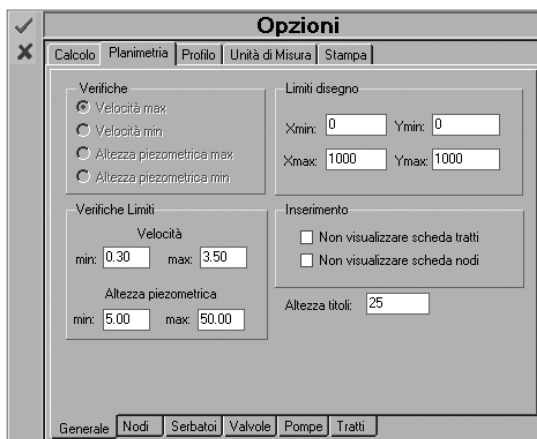 Opzioni
Calcolo Planimetria Profilo Unità di Misura Stampa
Verifiche
Velocità max
Velocità min
Altezza piezometrica max
Altezza piezometrica min
Limiti disegno
Xmin: 0 Ymin: 0
Xmax: 1000 Ymax: 1000
Verifiche Limiti
Velocità
min: 0.30 max: 3.50
Altezza piezometrica
min: 5.00 max: 50.00
Inserimento
Non visualizzare scheda tratti
Non visualizzare scheda nodi
Altezza titoli: 25
Generale Nodi Serbatoi Valvole Pompe Tratti